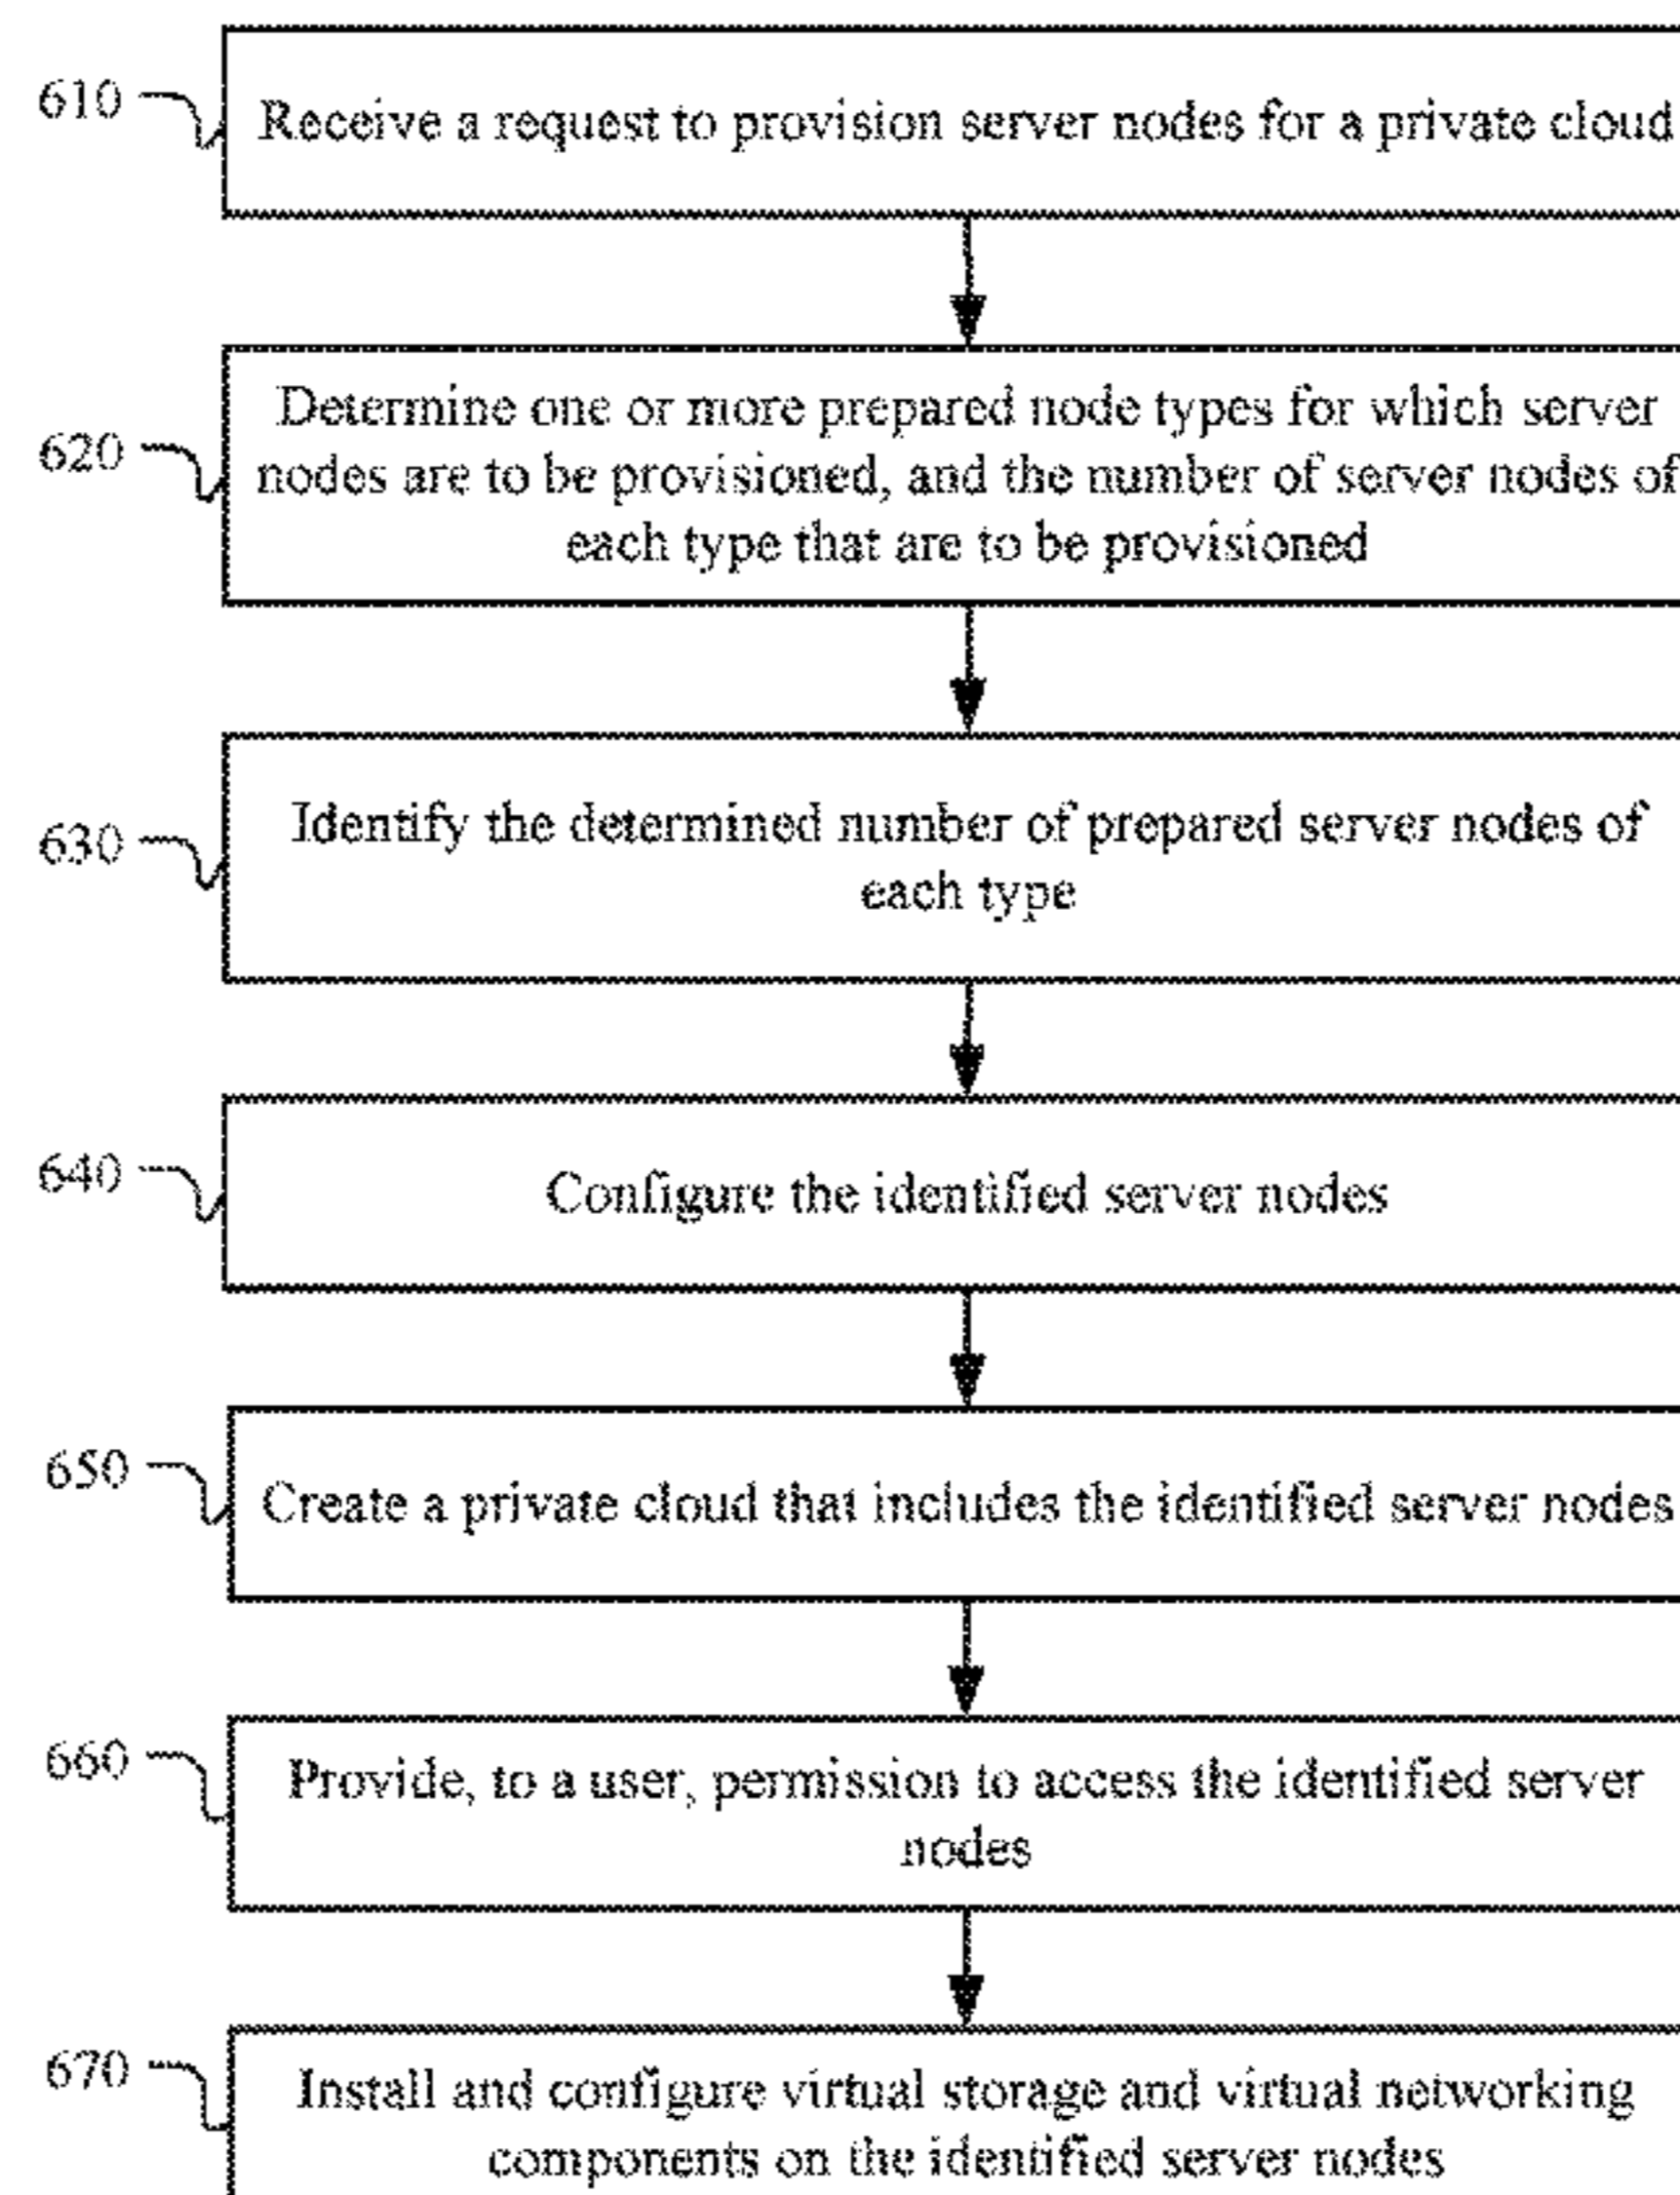 610
Receive a request to provision server nodes for a private cloud
620
Determine one or more prepared node types for which server
nodes are to be provisioned, and the number of server nodes of
each type that are to be provisioned
630
Identify the determined number of prepared server nodes of
each type
640
Configure the identified server nodes
650
Create a private cloud that includes the identified server nodes
660
Provide, to a user, permission to access the identified server
nodes
670
Install and configure virtual storage and virtual networking
components on the identified server nodes